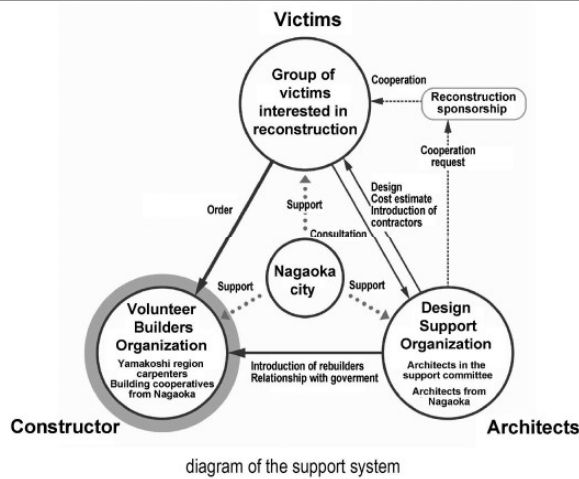 Victims
Group of
victims
interested in
reconstruction
Cooperation
Reconstruction
sponsorship
Cooperation
request
Design
Cost estimate
Introduction of
contractors
Order
Support
Consultation
Nagaoka
city
Support
Support
Volunteer
Builders
Organization
Yamakoshi region
carpenters
Building cooperatives
from Nagaoka
Introduction of rebuilders
Relationship with goverment
Design
Support
Organization
Architects in the
support committee
Architects from
Nagaoka
Constructor
Architects
diagram of the support system